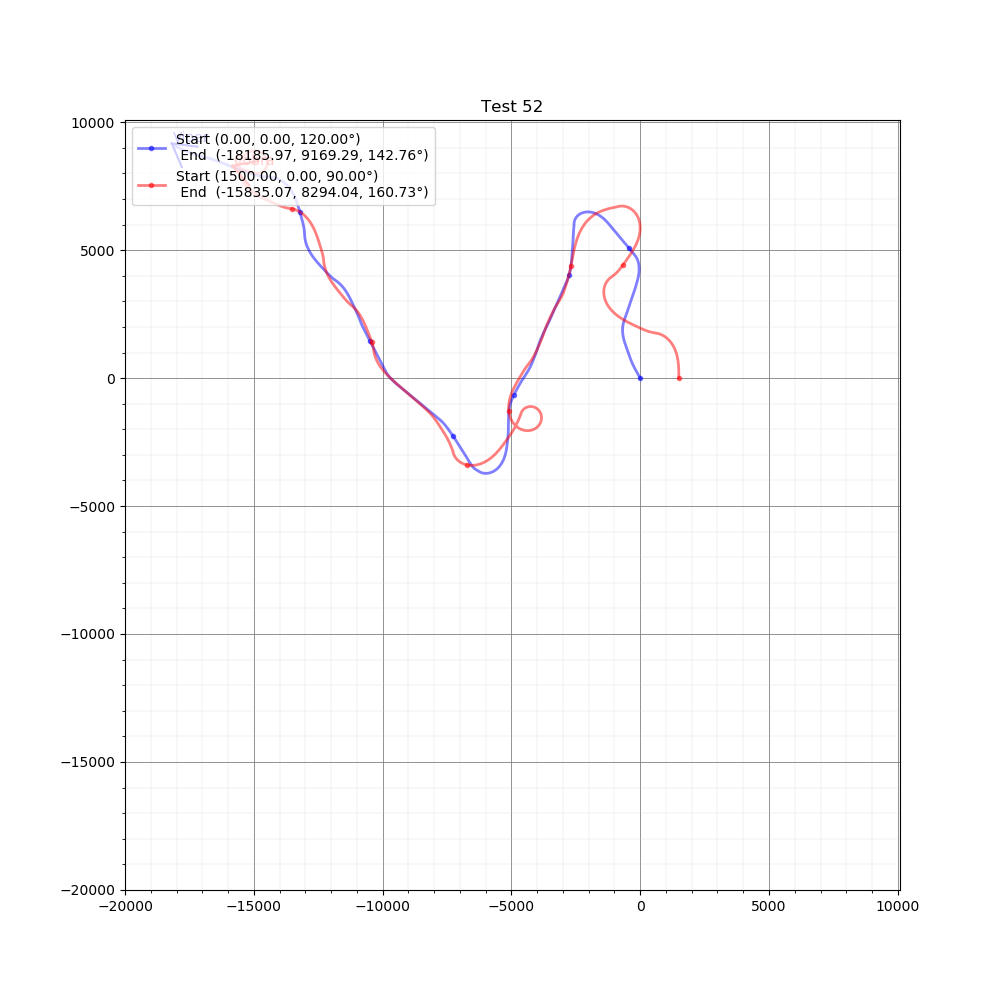 Test 52
10000
5000
0
−5000
−10000
−15000
−20000
Start (0.00, 0.00, 120.00°)
End (-18185.97, 9169.29, 142.76°)
Start (1500.00, 0.00, 90.00°)
End (-15835.07, 8294.04, 160.73°)
−20000 −15000 −10000 −5000 0 5000 10000